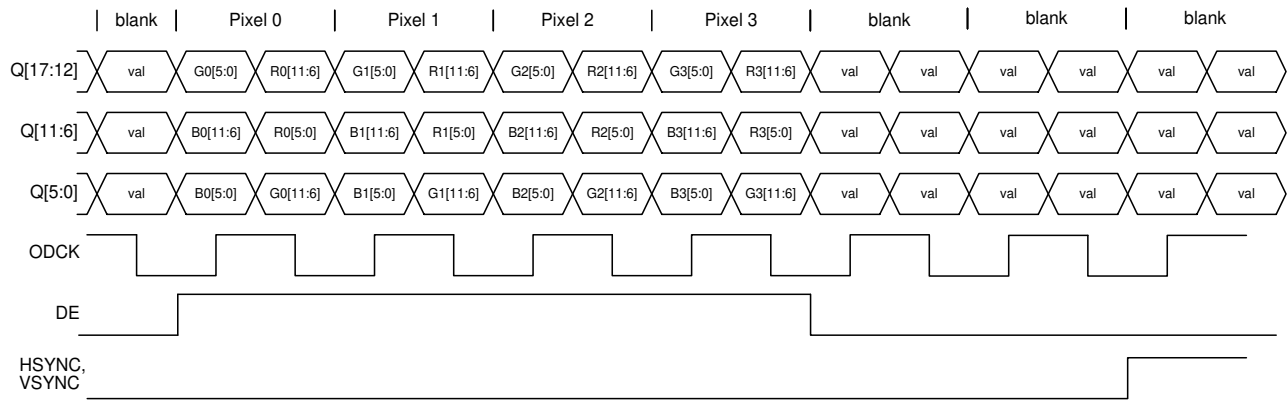 blank Pixel 0 Pixel 1 Pixel 2 Pixel 3 blank blank blank
Q[17:12] val G0[5:0] R0[11:6] G1[5:0] R1[11:6] G2[5:0] R2[11:6] G3[5:0] R3[11:6] val val val val val val
Q[11:6] val B0[11:6] R0[5:0] B1[11:6] R1[5:0] B2[11:6] R2[5:0] B3[11:6] R3[5:0] val val val val val val
Q[5:0] val B0[5:0] G0[11:6] B1[5:0] G1[11:6] B2[5:0] G2[11:6] B3[5:0] G3[11:6] val val val val val val
ODCK
DE
HSYNC,
VSYNC